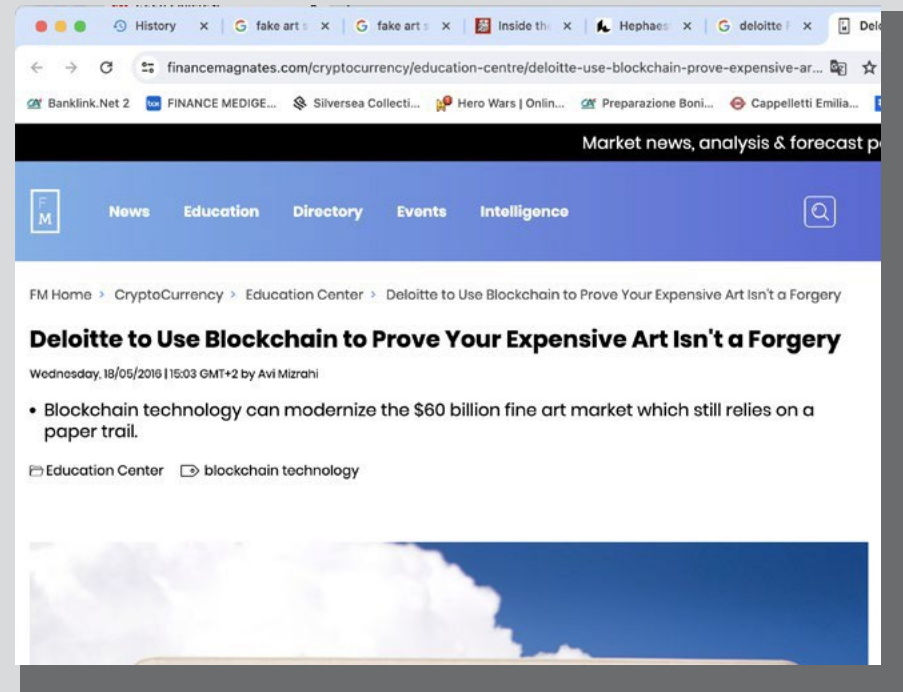 History
fake art s
fake art s
Inside the
Hephaes
deloitte F
Delo
financemagnates.com/cryptocurrency/education-centre/deloitte-use-blockchain-prove-expensive-ar...
Banklink.Net 2
box
FINANCE MEDIGE...
Silversea Collecti...
Hero Wars | Onlin...
Preparazione Boni...
Cappelletti Emilia...
Market news, analysis & forecast p
F
M
News
Education
Directory
Events
Intelligence
FM Home > CryptoCurrency > Education Center > Deloitte to Use Blockchain to Prove Your Expensive Art Isn't a Forgery
Deloitte to Use Blockchain to Prove Your Expensive Art Isn't a Forgery
Wednesday, 18/05/2016 | 15:03 GMT+2 by Avi Mizrahi
• Blockchain technology can modernize the $60 billion fine art market which still relies on a
paper trail.
Education Center
blockchain technology